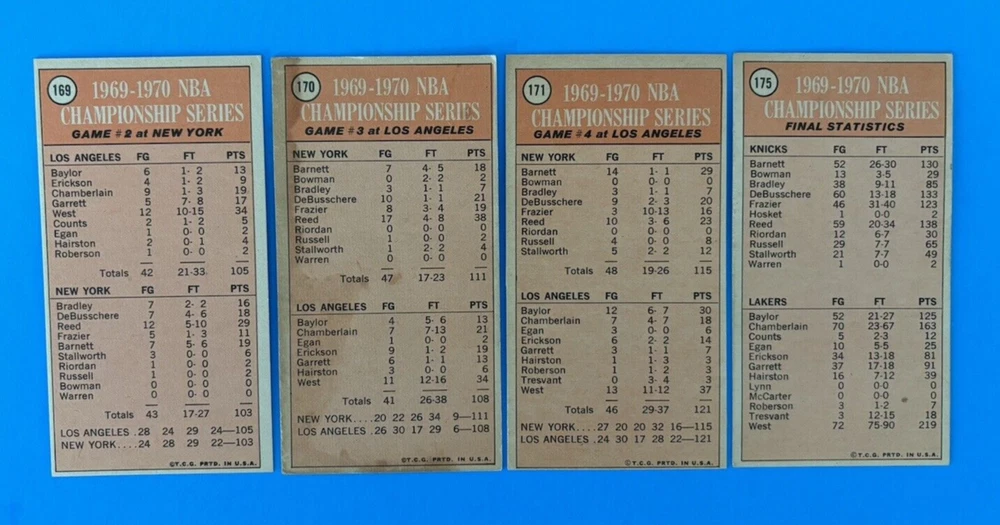 169
1969-1970 NBA
CHAMPIONSHIP SERIES
GAME #2 at NEW YORK
LOS ANGELES FG FT PTS
Baylor 6 1- 2 13
Erickson 4 1- 2 9
Chamberlain 9 1- 3 19
Garrett 5 7- 8 17
West 12 10-15 34
Counts 2 1- 2 5
Egan 1 0- 0 2
Hairston 2 0- 1 4
Roberson 1 0- 0 2
Totals 42 21-33 105
NEW YORK FG FT PTS
Bradley 7 2- 2 16
DeBusschere 7 4- 6 18
Reed 12 5-10 29
Frazier 5 1- 3 11
Barnett 7 5- 6 19
Stallworth 3 0- 0 6
Riordan 1 0- 0 2
Russell 1 0- 0 2
Bowman 0 0- 0 0
Warren 0 0- 0 0
Totals 43 17-27 103
LOS ANGELES .28 24 29 24—105
NEW YORK....24 28 29 22—103
©T.C.G. PRTD. IN U.S.A.
170
1969-1970 NBA
CHAMPIONSHIP SERIES
GAME #3 at LOS ANGELES
NEW YORK FG FT PTS
Barnett 7 4- 5 18
Bowman 0 2- 2 2
Bradley 3 1- 1 7
DeBusschere 10 1- 1 21
Frazier 8 3- 4 19
Reed 17 4- 8 38
Riordan 0 0- 0 0
Russell 1 0- 0 2
Stallworth 1 2- 2 4
Warren 0 0- 0 0
Totals 47 17-23 111
LOS ANGELES FG FT PTS
Baylor 4 5- 6 13
Chamberlain 7 7-13 21
Egan 1 0- 0 2
Erickson 9 1- 2 19
Garrett 6 1- 1 13
Hairston 3 0- 0 6
West 11 12-16 34
Totals 41 26-38 108
NEW YORK....20 22 26 34 9—111
LOS ANGELES .26 30 17 29 6—108
©T.C.G. PRTD. IN U.S.A.
171
1969-1970 NBA
CHAMPIONSHIP SERIES
GAME #4 at LOS ANGELES
NEW YORK FG FT PTS
Barnett 14 1- 1 29
Bowman 0 0- 0 0
Bradley 3 1- 1 7
DeBusschere 9 2- 3 20
Frazier 3 10-13 16
Reed 10 3- 6 23
Riordan 0 0- 0 0
Russell 4 0- 0 8
Stallworth 5 2- 2 12
Totals 48 19-26 115
LOS ANGELES FG FT PTS
Baylor 12 6- 7 30
Chamberlain 7 4- 7 18
Egan 3 0- 0 6
Erickson 6 2- 2 14
Garrett 3 1- 1 7
Hairston 1 1- 3 3
Roberson 1 1- 2 3
Tresvant 0 3- 4 3
West 13 11-12 37
Totals 46 29-37 121
NEW YORK....27 20 20 32 16—115
LOS ANGELES .24 30 17 28 22—121
©T.C.G. PRTD. IN U.S.A.
175
1969-1970 NBA
CHAMPIONSHIP SERIES
FINAL STATISTICS
KNICKS FG FT PTS
Barnett 52 26-30 130
Bowman 13 3-5 29
Bradley 38 9-11 85
DeBusschere 60 13-18 133
Frazier 46 31-40 123
Hosket 1 0-0 2
Reed 59 20-34 138
Riordan 12 6-7 30
Russell 29 7-7 65
Stallworth 21 7-7 49
Warren 1 0-0 2
LAKERS FG FT PTS
Baylor 52 21-27 125
Chamberlain 70 23-67 163
Counts 5 2-3 12
Egan 10 5-5 25
Erickson 34 13-18 81
Garrett 37 17-18 91
Hairston 16 7-12 39
Lynn 0 0-0 0
McCarter 0 0-0 0
Roberson 3 1-2 7
Tresvant 3 12-15 18
West 72 75-90 219
©T.C.G. PRTD. IN U.S.A.